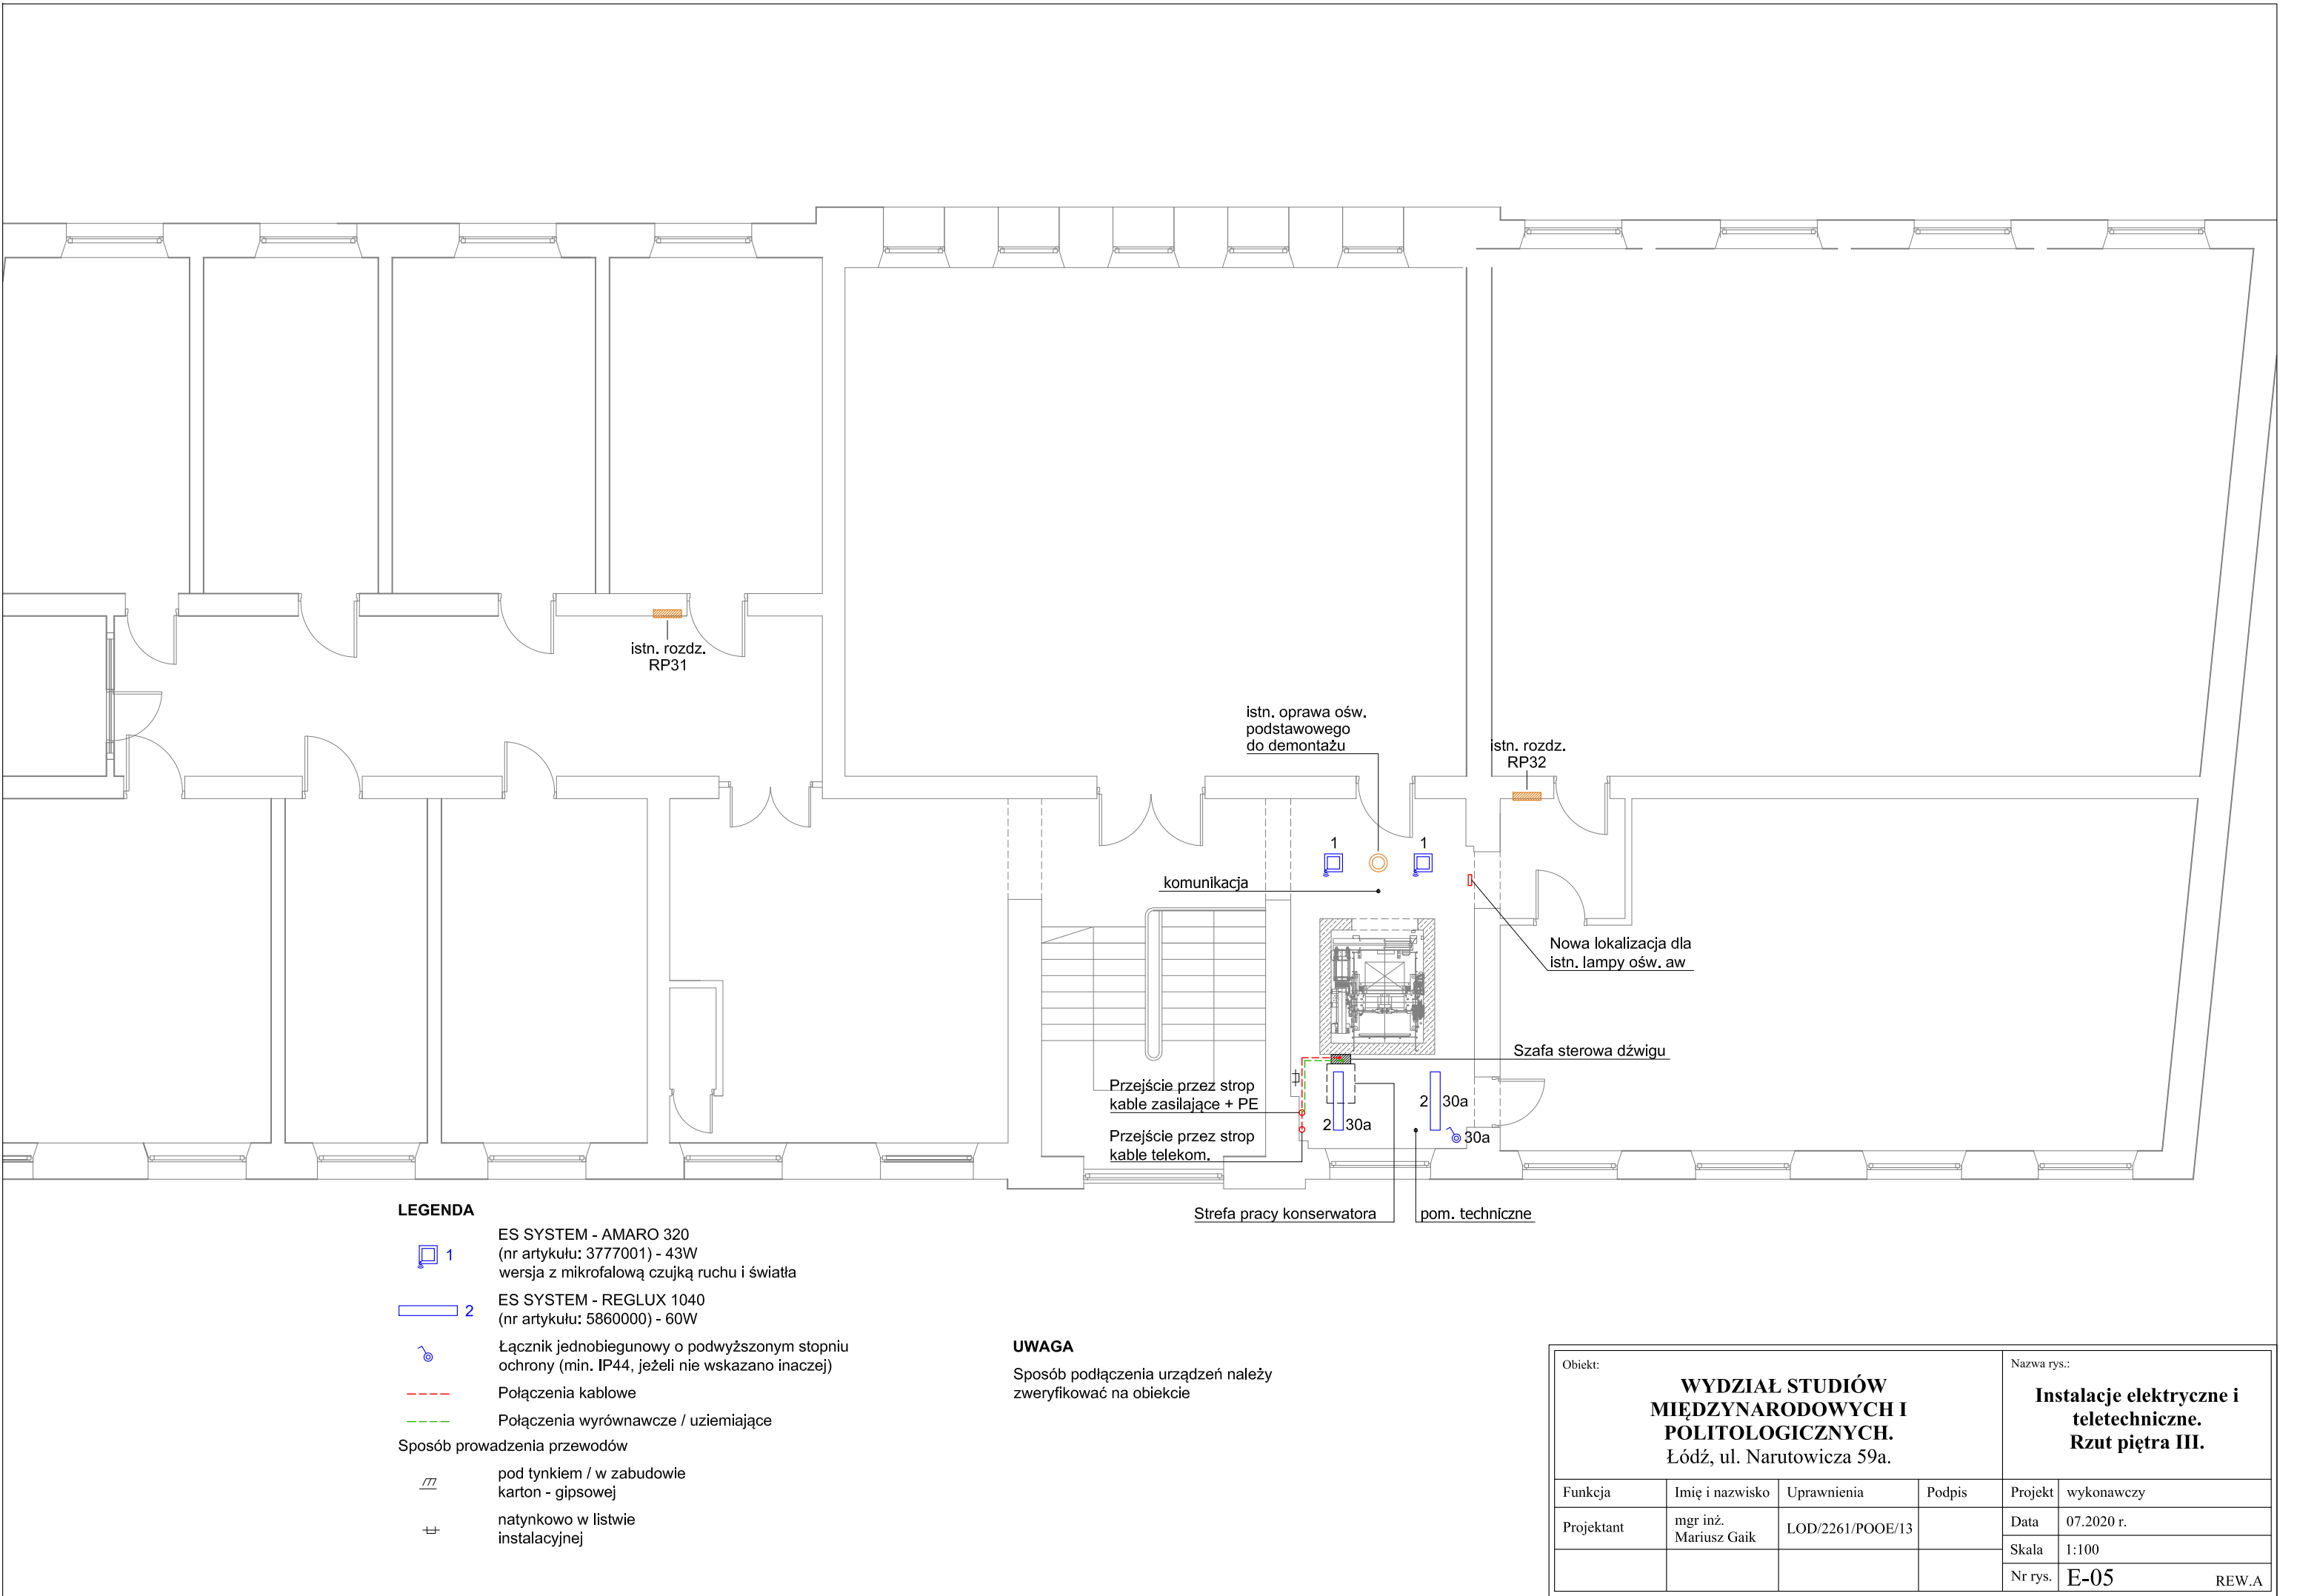 istn. rozdz.
RP31
istn. oprawa ośw.
podstawowego
do demontażu
istn. rozdz.
RP32
1
1
komunikacja
Nowa lokalizacja dla
istn. lampy ośw. aw
Szafa sterowa dźwigu
Przejście przez strop
kable zasilające + PE
2 30a
2 30a
30a
Przejście przez strop
kable telekom.
Strefa pracy konserwatora
pom. techniczne
LEGENDA
1
ES SYSTEM - AMARO 320
(nr artykułu: 3777001) - 43W
wersja z mikrofalową czujką ruchu i światła
2
ES SYSTEM - REGLUX 1040
(nr artykułu: 5860000) - 60W
Łącznik jednobiegunowy o podwyższonym stopniu
ochrony (min. IP44, jeżeli nie wskazano inaczej)
Połączenia kablowe
Połączenia wyrównawcze / uziemiające
Sposób prowadzenia przewodów
pod tynkiem / w zabudowie
karton - gipsowej
natynkowo w listwie
instalacyjnej
UWAGA
Sposób podłączenia urządzeń należy
zweryfikować na obiekcie
Obiekt:
WYDZIAŁ STUDIÓW
MIĘDZYNARODOWYCH I
POLITOLOGICZNYCH.
Łódź, ul. Narutowicza 59a.
Nazwa rys.:
Instalacje elektryczne i
teletechniczne.
Rzut piętra III.
Funkcja Imię i nazwisko Uprawnienia Podpis
Projektant mgr inż. Mariusz Gaik LOD/2261/POOE/13
Projekt wykonawczy
Data 07.2020 r.
Skala 1:100
Nr rys. E-05 REW.A